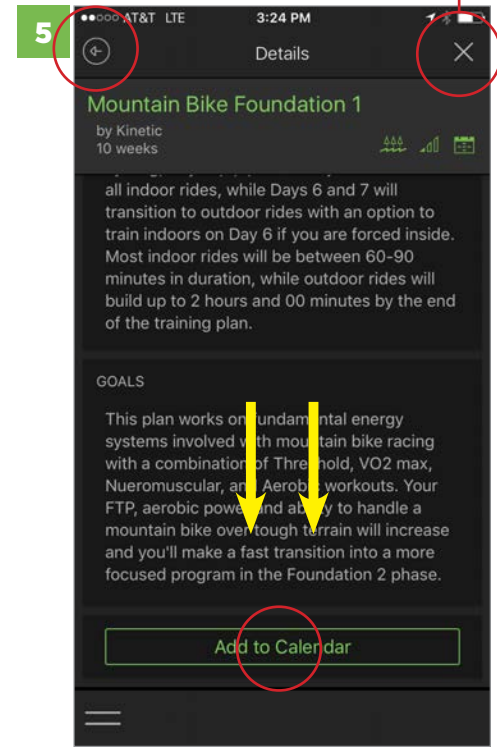 5
AT&T LTE 3:24 PM
Details
Mountain Bike Foundation 1
by Kinetic
10 weeks
all indoor rides, while Days 6 and 7 will
transition to outdoor rides with an option to
train indoors on Day 6 if you are forced inside.
Most indoor rides will be between 60-90
minutes in duration, while outdoor rides will
build up to 2 hours and 00 minutes by the end
of the training plan.
GOALS
This plan works on fundamental energy
systems involved with mountain bike racing
with a combination of Threshold, VO2 max,
Nueromuscular, and Aerobic workouts. Your
FTP, aerobic power and ability to handle a
mountain bike over tough terrain will increase
and you'll make a fast transition into a more
focused program in the Foundation 2 phase.
Add to Calendar